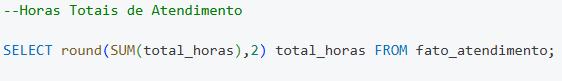 --Horas Totais de Atendimento
SELECT round(SUM(total_horas),2) total_horas FROM fato_atendimento;